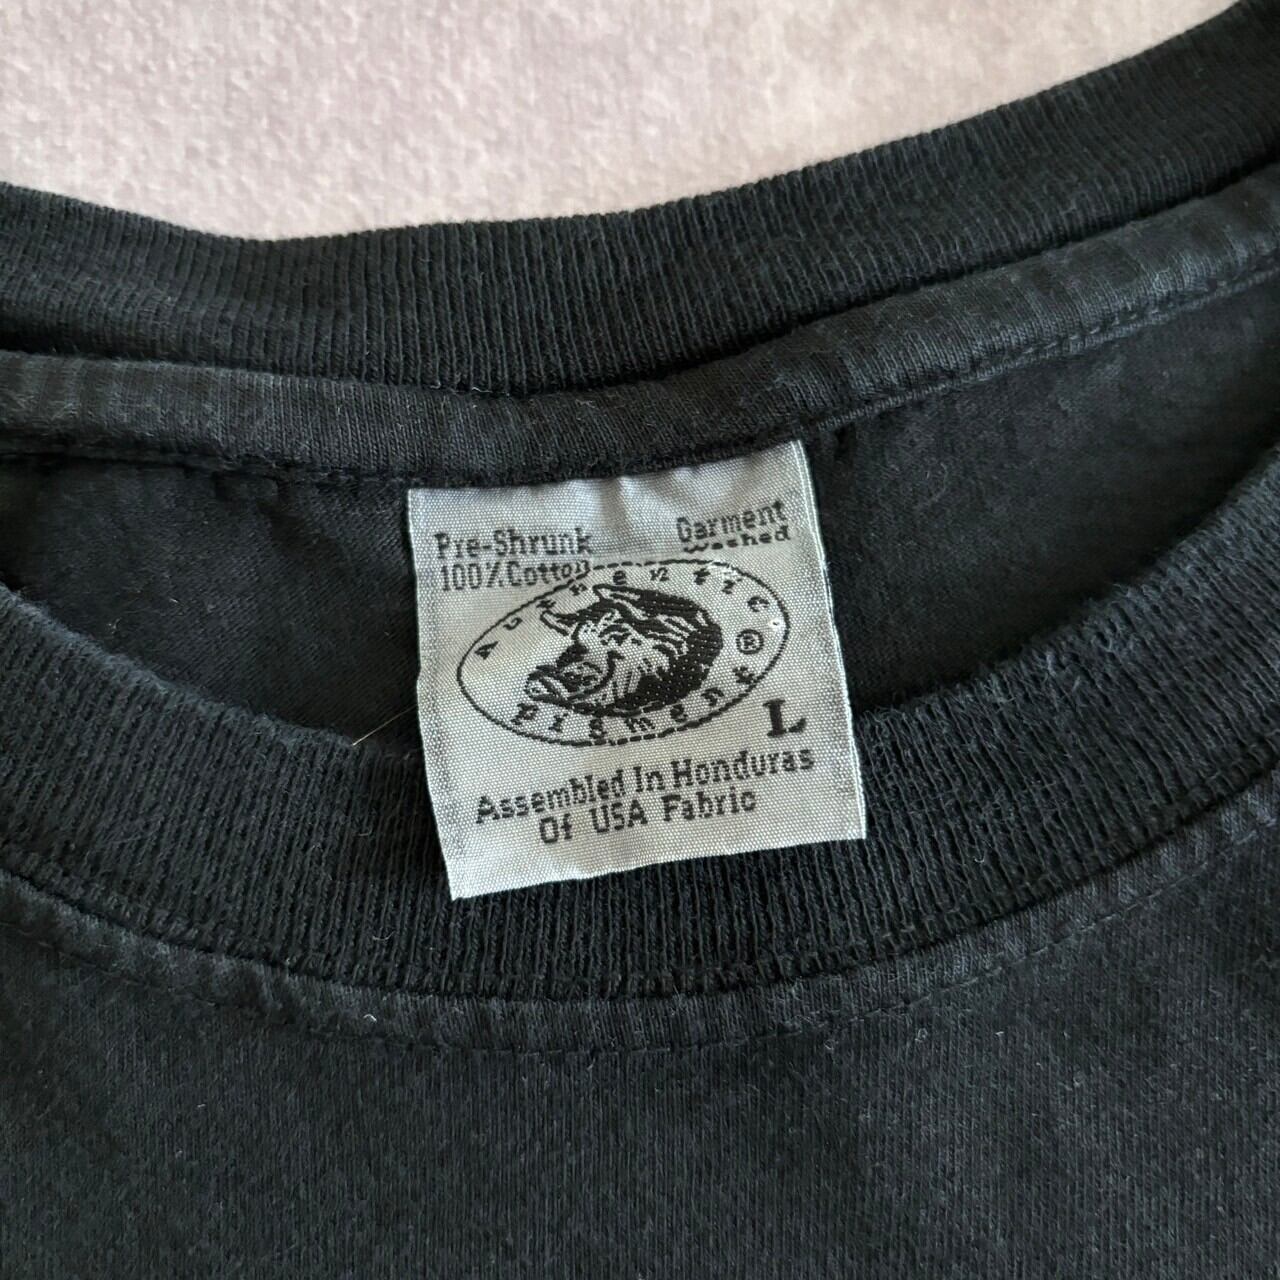 Pre-Shrunk
100% Cotton
Garment
Washed
Authentic
Pigment ®
L
Assembled In Honduras
Of USA Fabric